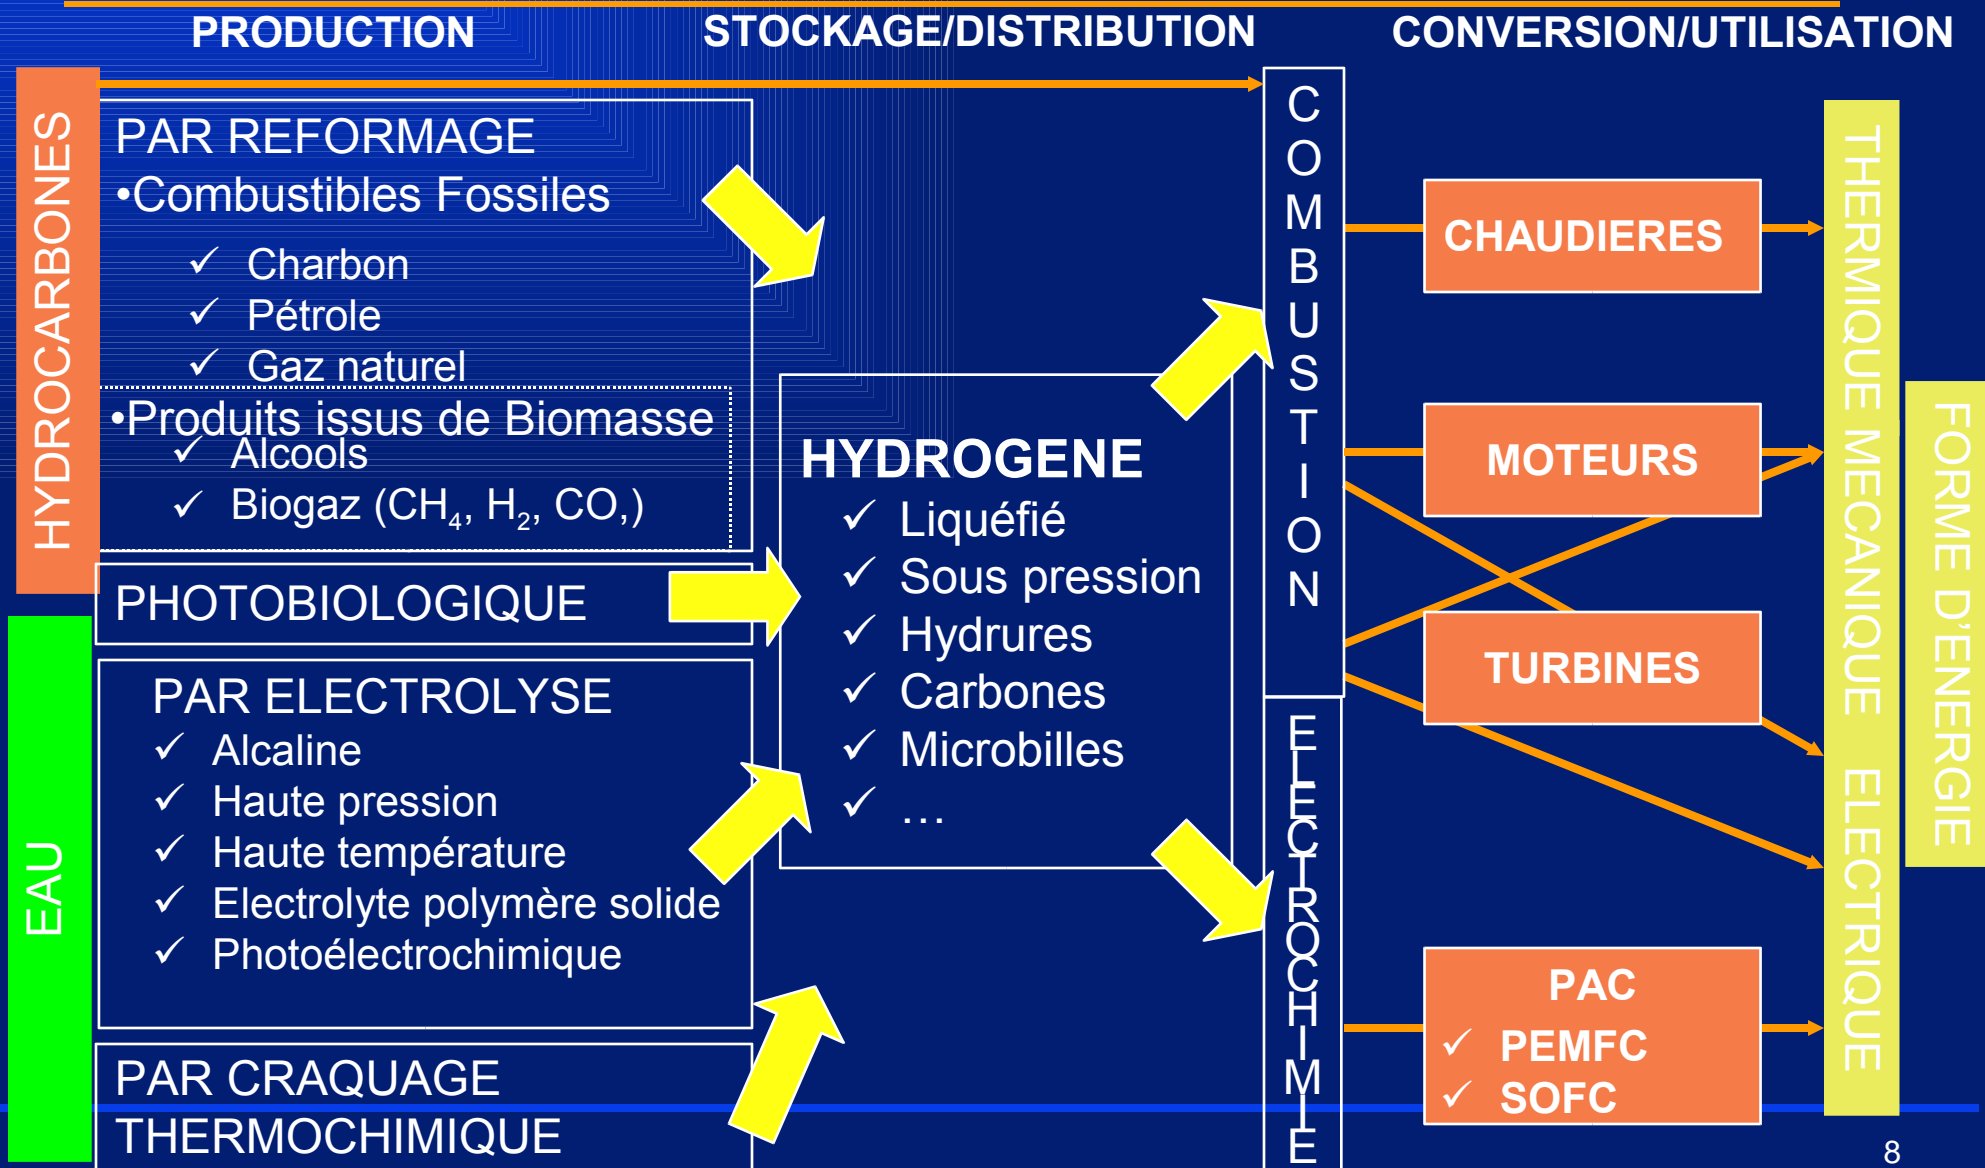 PRODUCTION
STOCKAGE/DISTRIBUTION
CONVERSION/UTILISATION
HYDROCARBONES
PAR REFORMAGE
•Combustibles Fossiles
✓ Charbon
✓ Pétrole
✓ Gaz naturel
•Produits issus de Biomasse
✓ Alcools
✓ Biogaz (CH₄, H₂, CO,)
PHOTOBIOLOGIQUE
EAU
PAR ELECTROLYSE
✓ Alcaline
✓ Haute pression
✓ Haute température
✓ Electrolyte polymère solide
✓ Photoélectrochimique
PAR CRAQUAGE
THERMOCHIMIQUE
HYDROGENE
✓ Liquéfié
✓ Sous pression
✓ Hydrures
✓ Carbones
✓ Microbilles
✓ …
COMBUSTION
ELECTROCHIMIE
CHAUDIERES
MOTEURS
TURBINES
PAC
✓ PEMFC
✓ SOFC
THERMIQUE MECANIQUE ELECTRIQUE
FORME D'ENERGIE
8